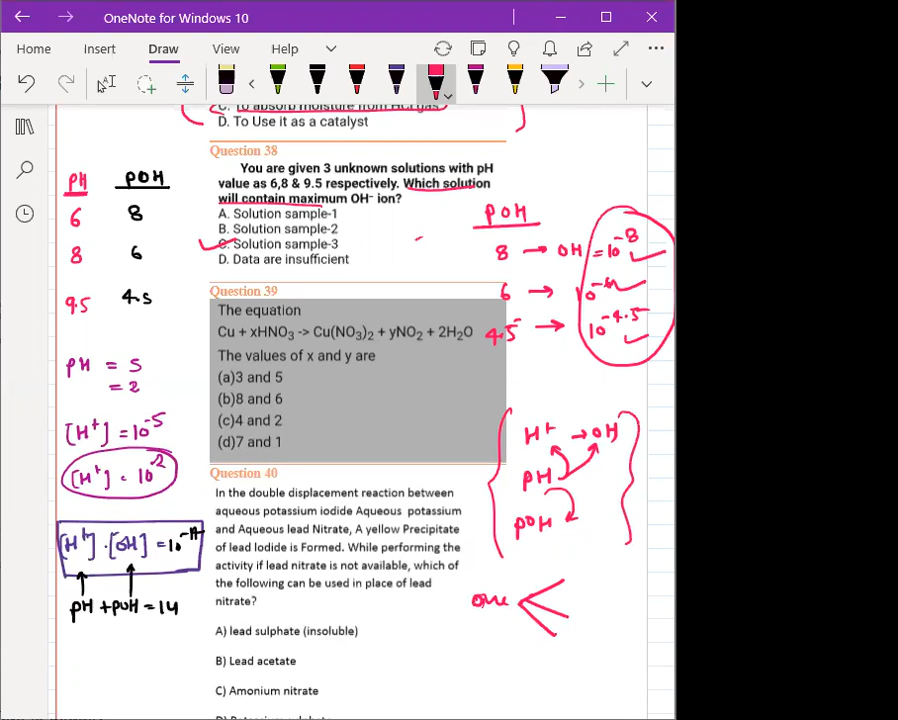 OneNote for Windows 10
Home Insert Draw View Help
C. To absorb moisture from HCl gas
D. To Use it as a catalyst
Question 38
You are given 3 unknown solutions with pH
value as 6,8 & 9.5 respectively. Which solution
will contain maximum OH⁻ ion?
A. Solution sample-1
B. Solution sample-2
C. Solution sample-3
D. Data are insufficient
Question 39
The equation
Cu + xHNO₃ -> Cu(NO₃)₂ + yNO₂ + 2H₂O
The values of x and y are
(a)3 and 5
(b)8 and 6
(c)4 and 2
(d)7 and 1
Question 40
In the double displacement reaction between
aqueous potassium iodide Aqueous potassium
and Aqueous lead Nitrate, A yellow Precipitate
of lead Iodide is Formed. While performing the
activity if lead nitrate is not available, which of
the following can be used in place of lead
nitrate?
A) lead sulphate (insoluble)
B) Lead acetate
C) Amonium nitrate
pH pOH
6 8
8 6
9.5 4.5
pH = 5
= 2
[H⁺] = 10⁻⁵
[H⁺] = 10⁻²
[H⁺] . [OH] = 10⁻¹⁴
pH + pOH = 14
pOH
8 → OH = 10⁻⁸
6 →
4.5 → 10⁻⁴·⁵
H⁺ → OH
pH
pOH